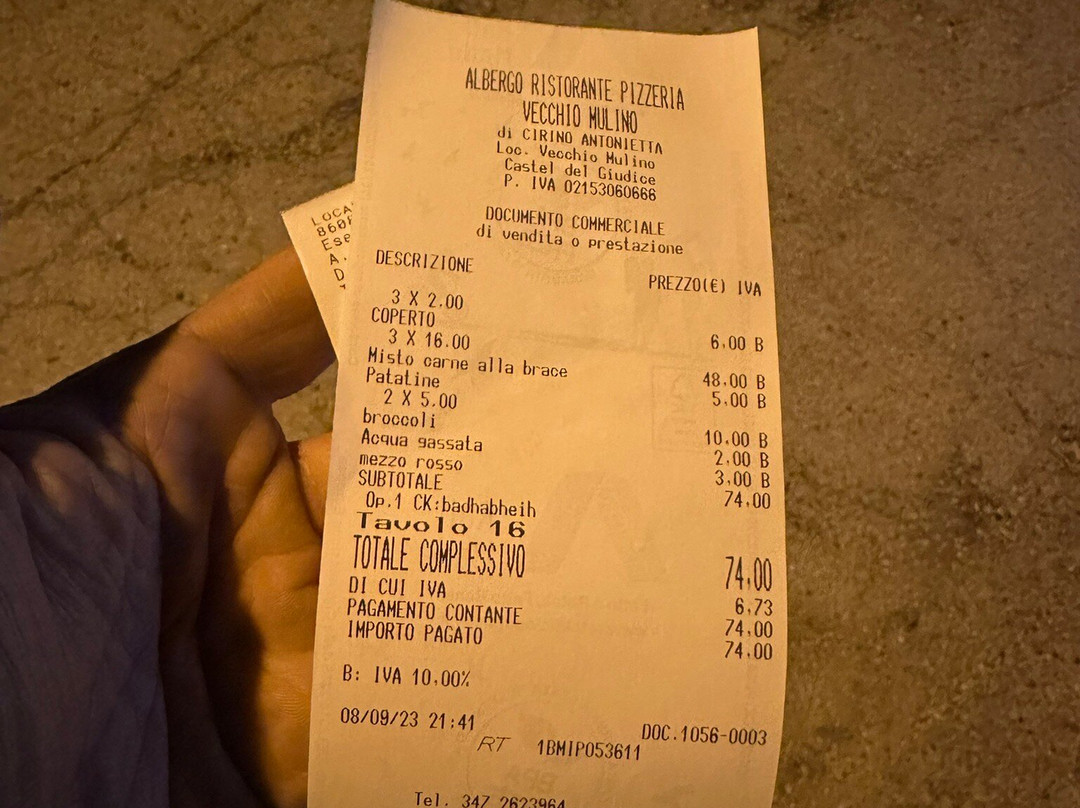 ALBERGO RISTORANTE PIZZERIA
VECCHIO MULINO
di CIRINO ANTONIETTA
Loc. Vecchio Mulino
Castel del Giudice
P. IVA 02153060666
DOCUMENTO COMMERCIALE
di vendita o prestazione
DESCRIZIONE PREZZO(€) IVA
3 X 2.00
COPERTO 6,00 B
3 X 16.00
Misto carne alla brace 48,00 B
Patatine 5,00 B
2 X 5.00
broccoli 10,00 B
Acqua gassata 2,00 B
mezzo rosso 3,00 B
SUBTOTALE 74,00
Op.1 CK:badhabheih
Tavolo 16
TOTALE COMPLESSIVO 74,00
DI CUI IVA 6,73
PAGAMENTO CONTANTE 74,00
IMPORTO PAGATO 74,00
B: IVA 10,00%
08/09/23 21:41 DOC.1056-0003
RT 1BMIP053611
Tel. 347 2623964
LOCA